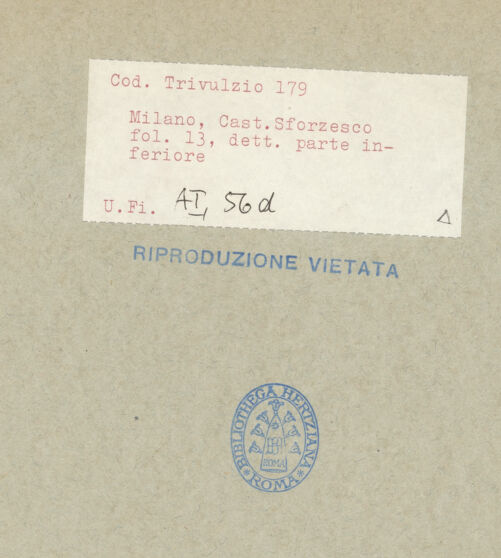 Cod. Trivulzio 179
Milano, Cast.Sforzesco
fol. 13, dett. parte in-
feriore
U.Fi. AI, 56d
RIPRODUZIONE VIETATA
*BIBLIOTHECA HERTZIANA*
ROMA
ROMA